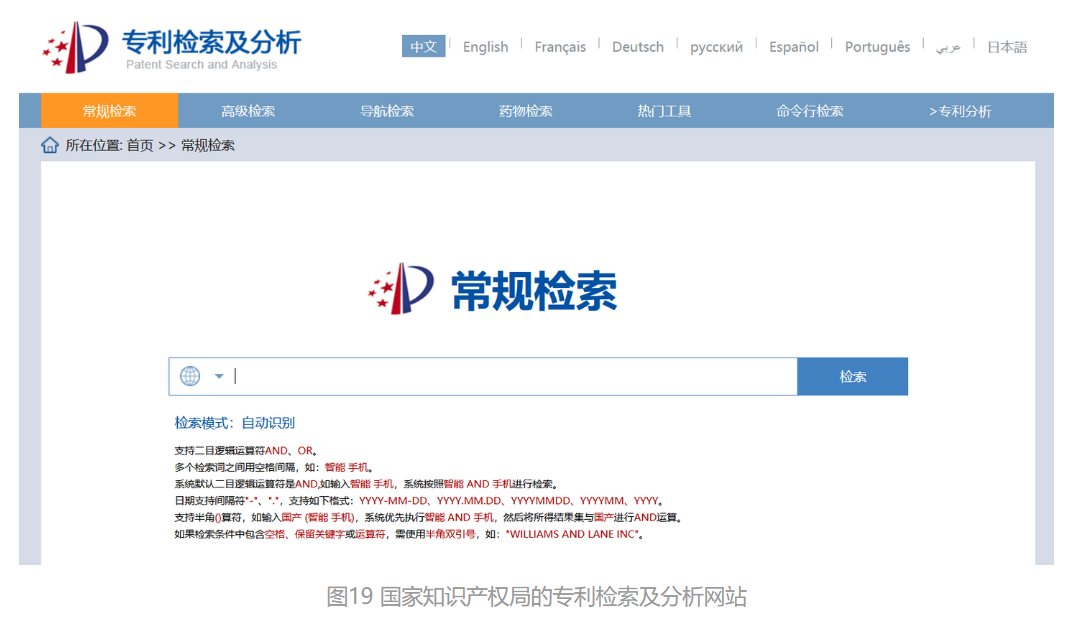 专利检索及分析
Patent Search and Analysis
中文 English Français Deutsch русский Español Português عربي 日本語
常规检索 高级检索 导航检索 药物检索 热门工具 命令行检索 >专利分析
所在位置: 首页 >> 常规检索
常规检索
检索
检索模式：自动识别
支持二目逻辑运算符AND、OR。
多个检索词之间用空格间隔，如：智能 手机。
系统默认二目逻辑运算符是AND,如输入智能 手机，系统按照智能 AND 手机进行检索。
日期支持间隔符"-"、"."，支持如下格式：YYYY-MM-DD、YYYY.MM.DD、YYYYMMDD、YYYYMM、YYYY。
支持半角()算符，如输入国产 (智能 手机)，系统优先执行智能 AND 手机，然后将所得结果集与国产进行AND运算。
如果检索条件中包含空格、保留关键字或运算符，需使用半角双引号，如："WILLIAMS AND LANE INC"。
图19 国家知识产权局的专利检索及分析网站